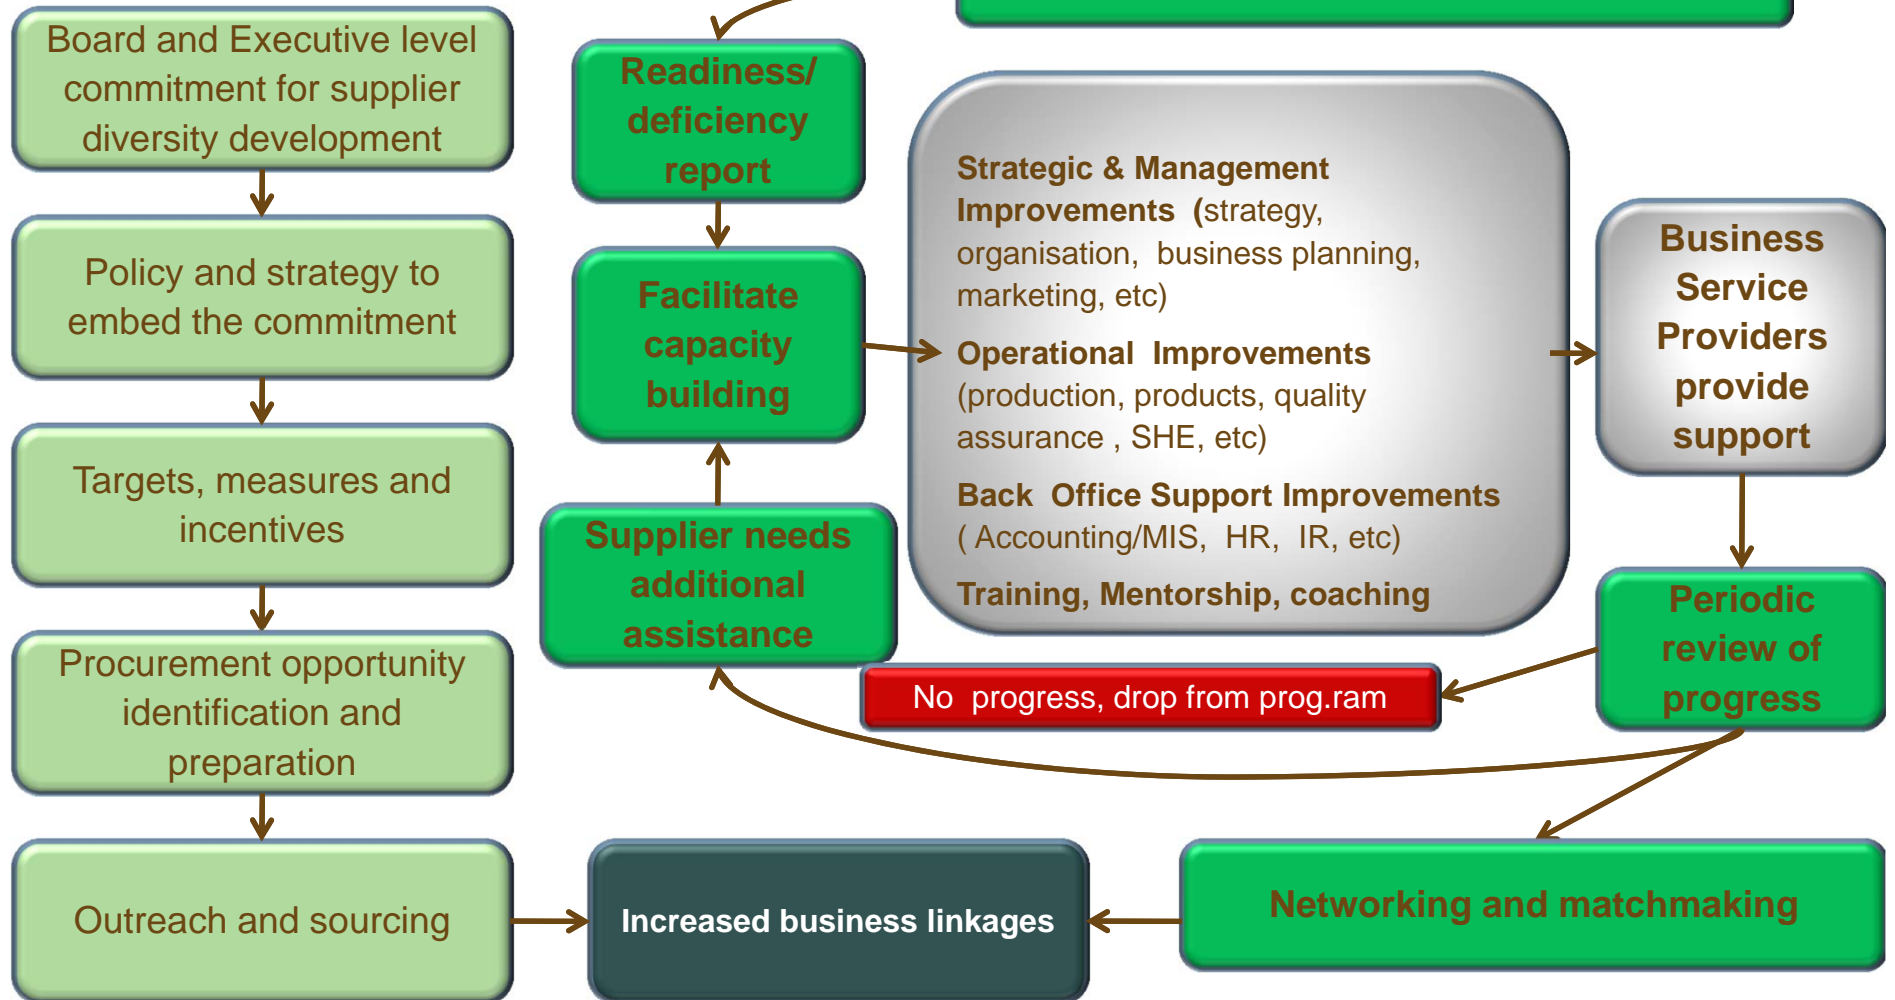 Board and Executive level
commitment for supplier
diversity development
Policy and strategy to
embed the commitment
Targets, measures and
incentives
Procurement opportunity
identification and
preparation
Outreach and sourcing
Readiness/
deficiency
report
Facilitate
capacity
building
Supplier needs
additional
assistance
Strategic & Management
Improvements (strategy,
organisation, business planning,
marketing, etc)
Operational Improvements
(production, products, quality
assurance , SHE, etc)
Back Office Support Improvements
( Accounting/MIS, HR, IR, etc)
Training, Mentorship, coaching
Business
Service
Providers
provide
support
Periodic
review of
progress
No progress, drop from prog.ram
Increased business linkages
Networking and matchmaking